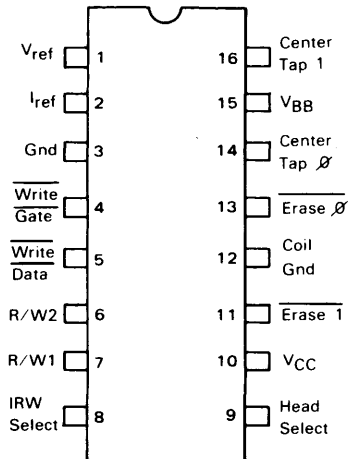 Vref 1
Iref 2
Gnd 3
Write
Gate 4
Write
Data 5
R/W2 6
R/W1 7
IRW
Select 8
16 Center
Tap 1
15 VBB
14 Center
Tap 0̸
13 Erase 0̸
12 Coil
Gnd
11 Erase 1
10 VCC
9 Head
Select